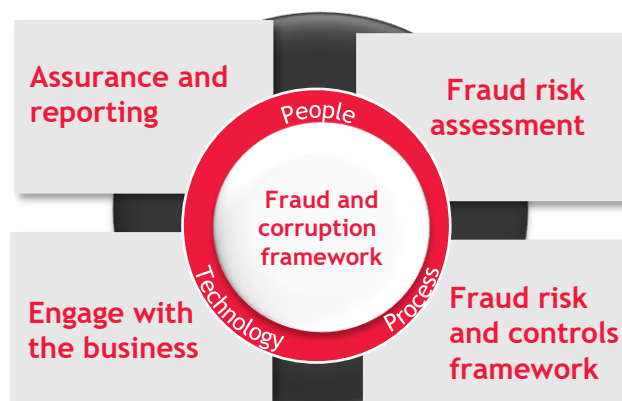 Assurance and
reporting
Fraud risk
assessment
People
Fraud and
corruption
framework
Technology
Process
Engage with
the business
Fraud risk
and controls
framework